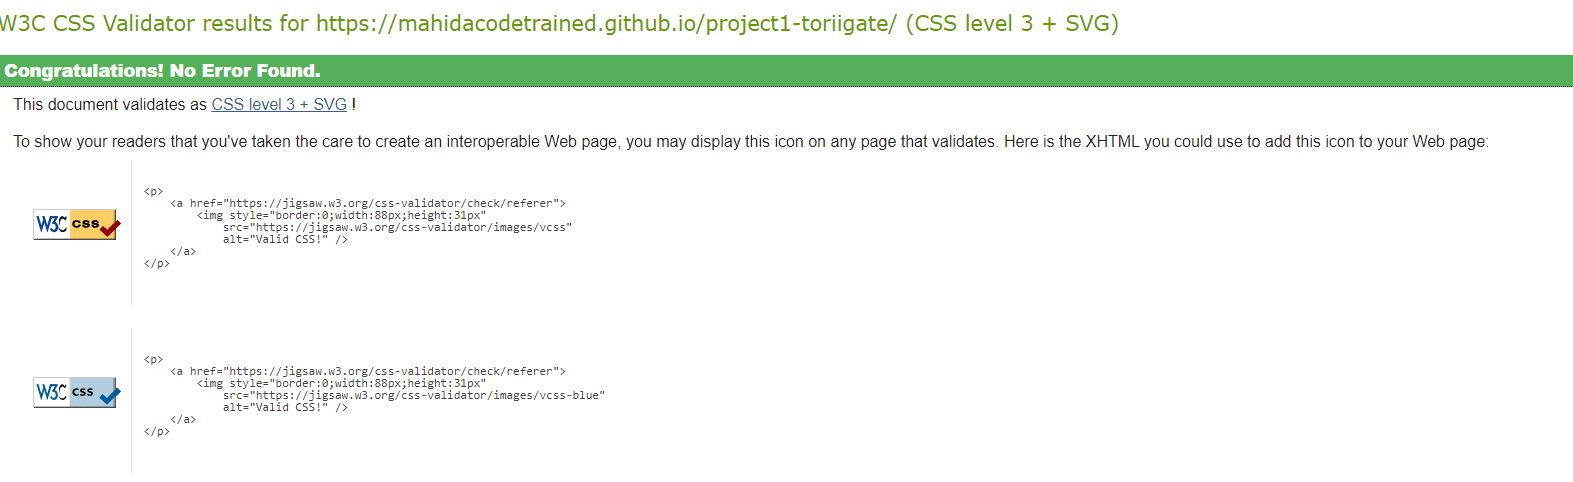 W3C CSS Validator results for https://mahidacodetrained.github.io/project1-toriigate/ (CSS level 3 + SVG)
Congratulations! No Error Found.
This document validates as CSS level 3 + SVG !
To show your readers that you've taken the care to create an interoperable Web page, you may display this icon on any page that validates. Here is the XHTML you could use to add this icon to your Web page:
W3C css
<p>
    <a href="https://jigsaw.w3.org/css-validator/check/referer">
        <img style="border:0;width:88px;height:31px"
            src="https://jigsaw.w3.org/css-validator/images/vcss"
            alt="Valid CSS!" />
    </a>
</p>
W3C css
<p>
    <a href="https://jigsaw.w3.org/css-validator/check/referer">
        <img style="border:0;width:88px;height:31px"
            src="https://jigsaw.w3.org/css-validator/images/vcss-blue"
            alt="Valid CSS!" />
    </a>
</p>